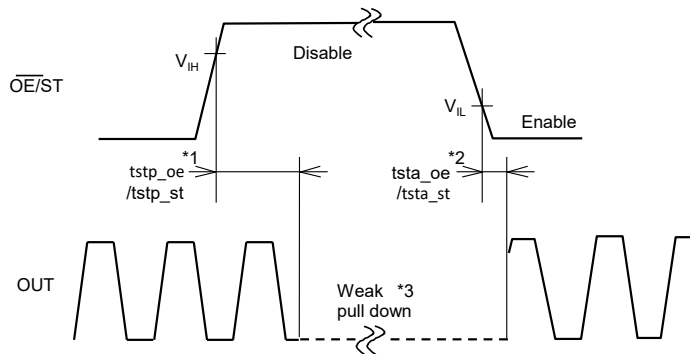 Disable
V_IH
OE/ST
V_IL
Enable
*1
tstp_oe
/tstp_st
*2
tsta_oe
/tsta_st
OUT
Weak *3
pull down